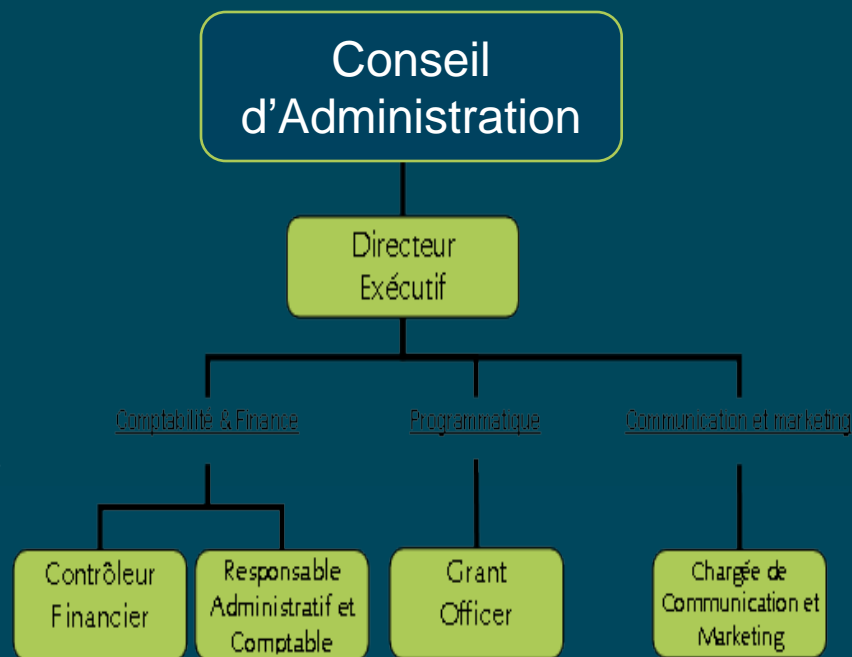 Conseil
d’Administration
Directeur
Exécutif
Comptabilite & Finance
Programmatique
Communication et marketing
Contrôleur
Financier
Responsable
Administratif et
Comptable
Grant
Officer
Chargée de
Communication et
Marketing